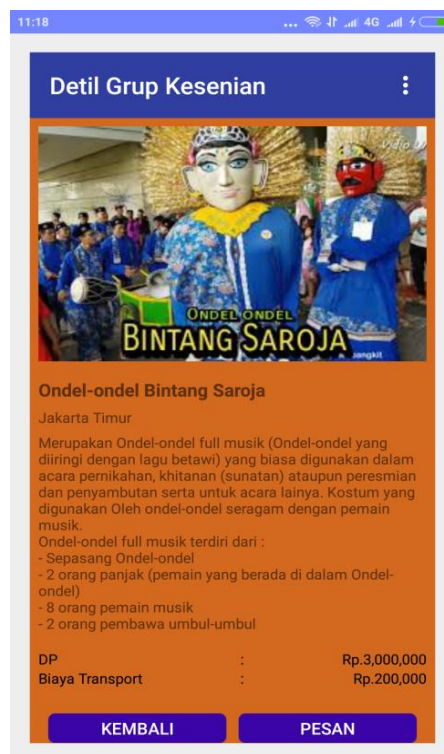 11:18
... 4G
Detil Grup Kesenian
ONDEL ONDEL
BINTANG SAROJA
Ondel-ondel Bintang Saroja
Jakarta Timur
Merupakan Ondel-ondel full musik (Ondel-ondel yang
diiringi dengan lagu betawi) yang biasa digunakan dalam
acara pernikahan, khitanan (sunatan) ataupun peresmian
dan penyambutan serta untuk acara lainya. Kostum yang
digunakan Oleh ondel-ondel seragam dengan pemain
musik.
Ondel-ondel full musik terdiri dari :
- Sepasang Ondel-ondel
- 2 orang panjak (pemain yang berada di dalam Ondel-
ondel)
- 8 orang pemain musik
- 2 orang pembawa umbul-umbul
DP : Rp.3,000,000
Biaya Transport : Rp.200,000
KEMBALI PESAN